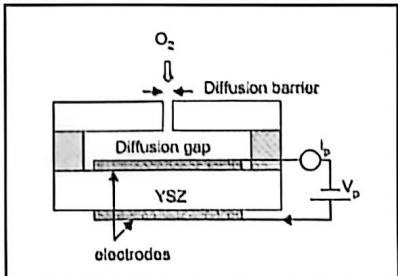 O₂
Diffusion barrier
Diffusion gap
Ip
YSZ
Vp
electrodes